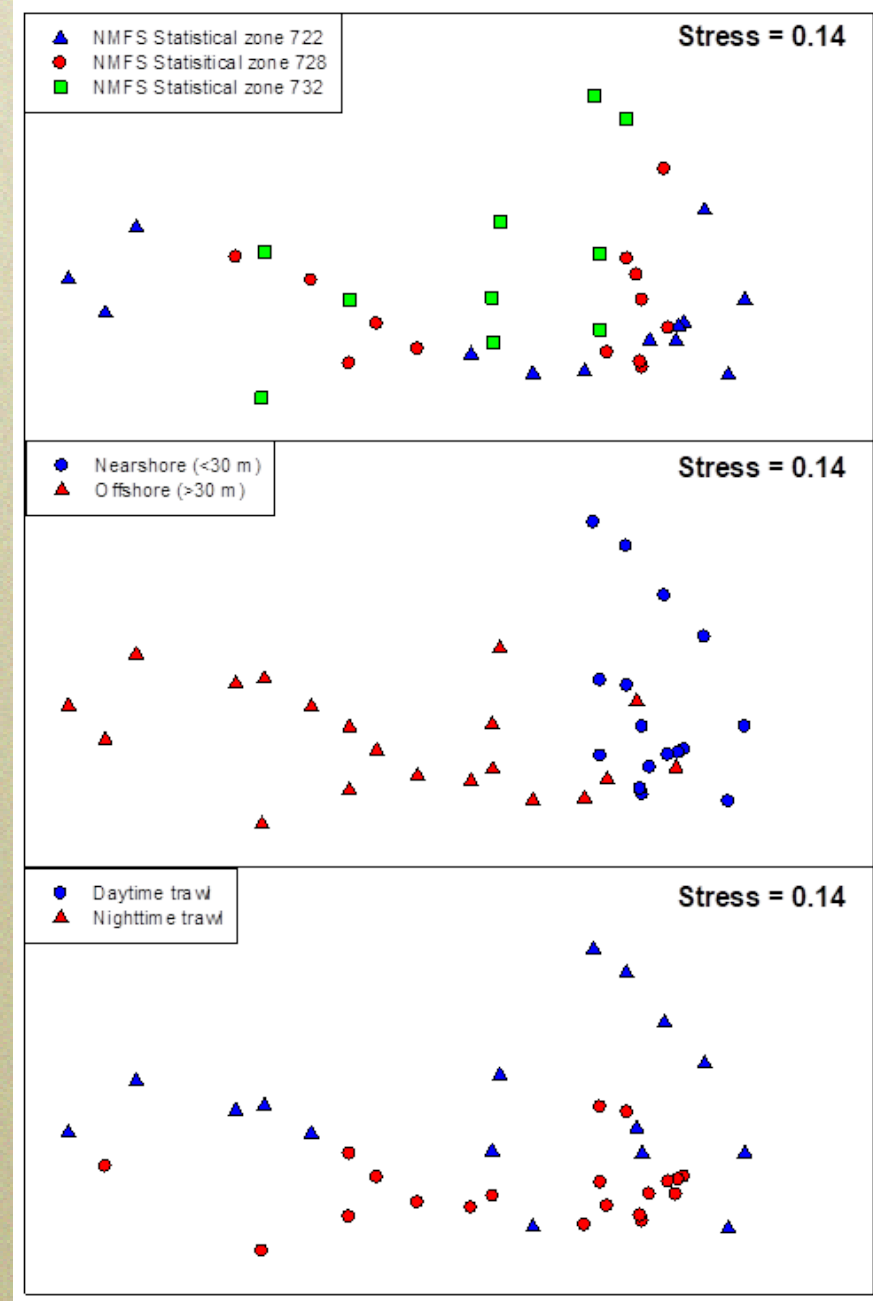 NMFS Statistical zone 722
NMFS Statisitical zone 728
NMFS Statistical zone 732
Stress = 0.14
Nearshore (<30 m)
Offshore (>30 m)
Stress = 0.14
Daytime trawl
Nighttime trawl
Stress = 0.14